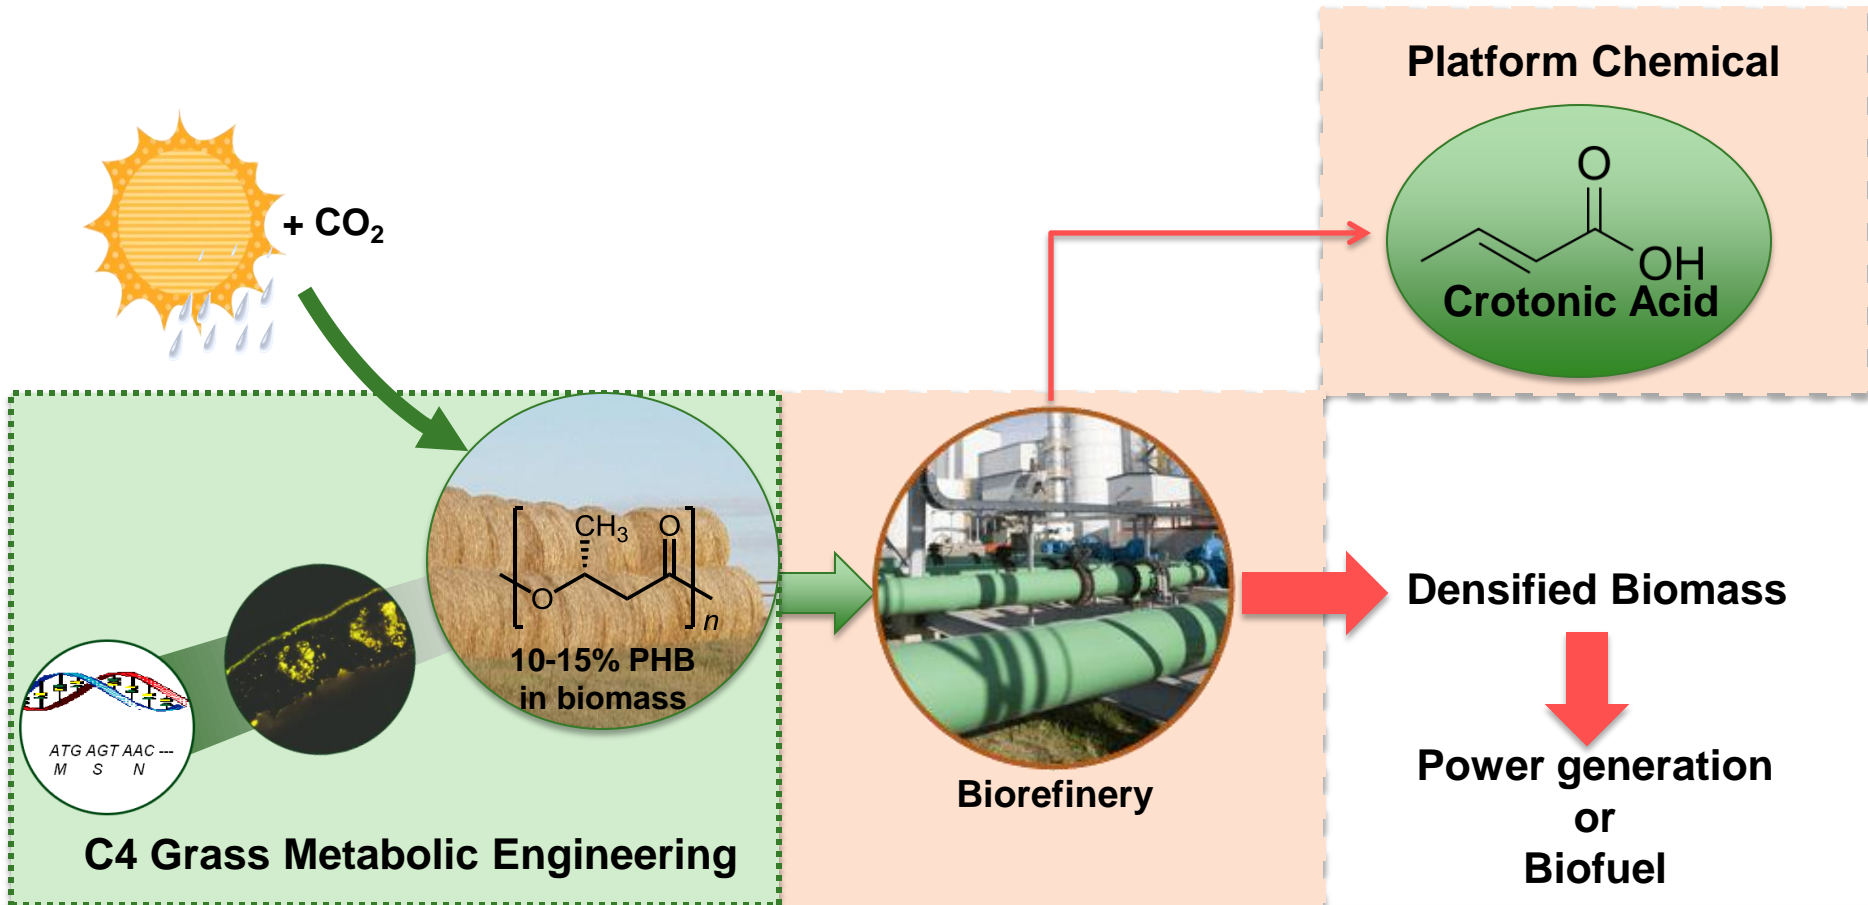 Platform Chemical
O
OH
Crotonic Acid
+ CO₂
CH₃
O
O
n
10-15% PHB
in biomass
ATG AGT AAC ---
M S N
C4 Grass Metabolic Engineering
Biorefinery
Densified Biomass
Power generation
or
Biofuel